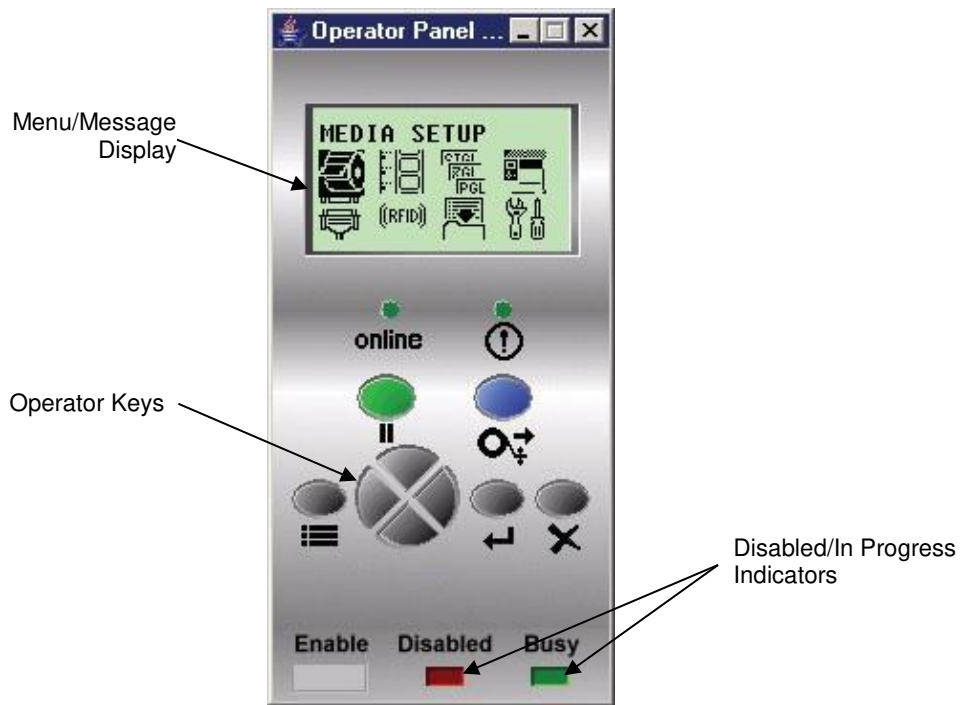 Operator Panel ...
Menu/Message
Display
MEDIA SETUP
CTGL
ZGL
PGL
((RFID))
online
Operator Keys
Disabled/In Progress
Indicators
Enable Disabled Busy